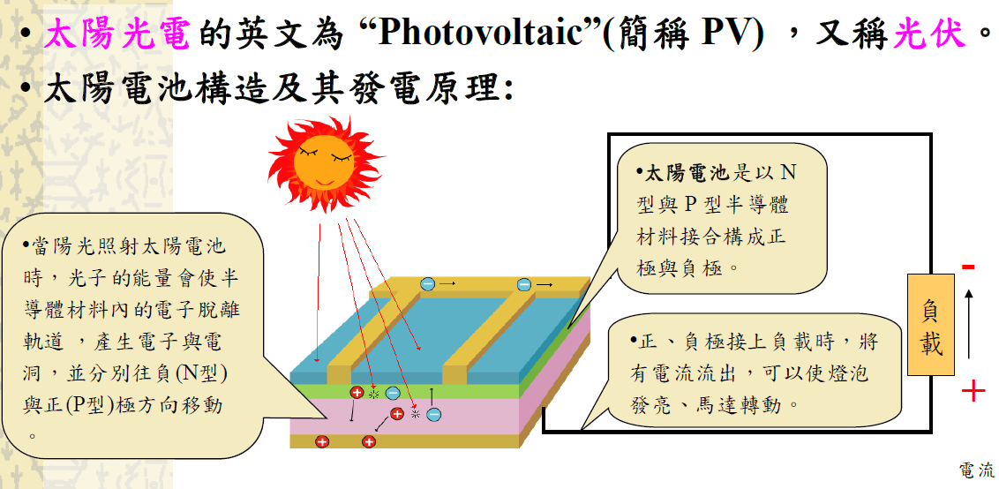 •太陽光電的英文為 “Photovoltaic”(簡稱 PV) ，又稱光伏。
•太陽電池構造及其發電原理:
•太陽電池是以 N
型與 P 型半導體
材料接合構成正
極與負極。
•當陽光照射太陽電池
時，光子的能量會使半
導體材料內的電子脫離
軌道 ，產生電子與電
洞，並分別往負(N型)
與正(P型)極方向移動
。
•正、負極接上負載時，將
有電流流出，可以使燈泡
發亮、馬達轉動。
-
負
載
+
電流